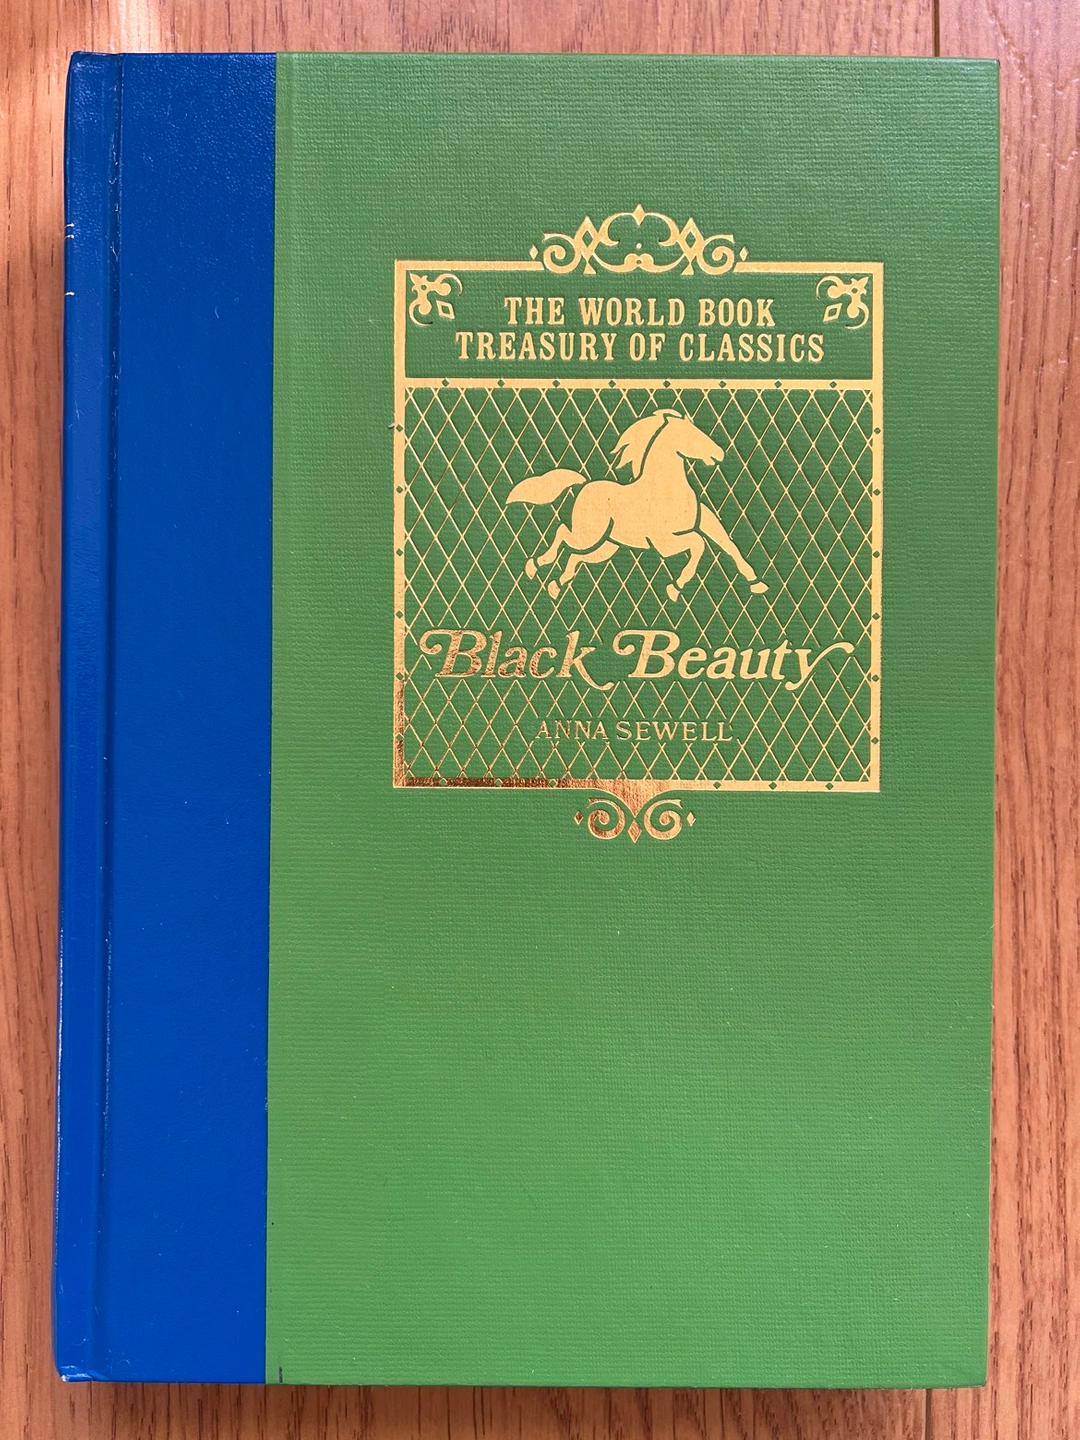 THE WORLD BOOK
TREASURY OF CLASSICS
Black Beauty
ANNA SEWELL